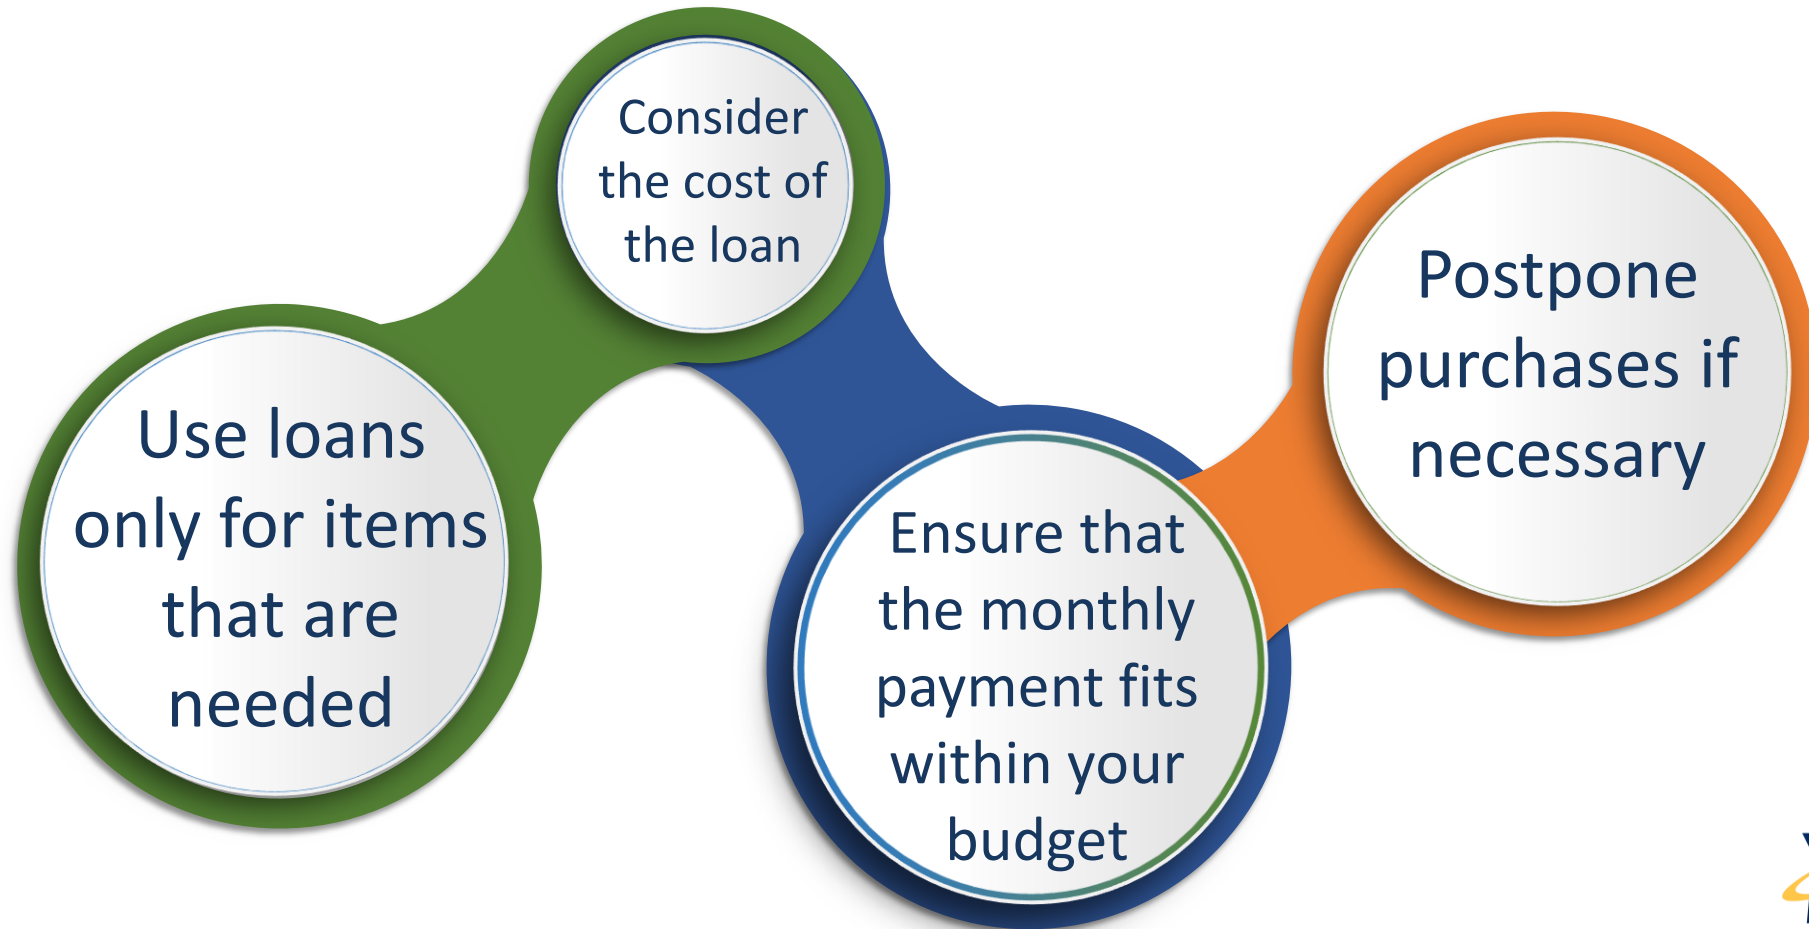 Use loans
only for items
that are
needed
Consider
the cost of
the loan
Ensure that
the monthly
payment fits
within your
budget
Postpone
purchases if
necessary